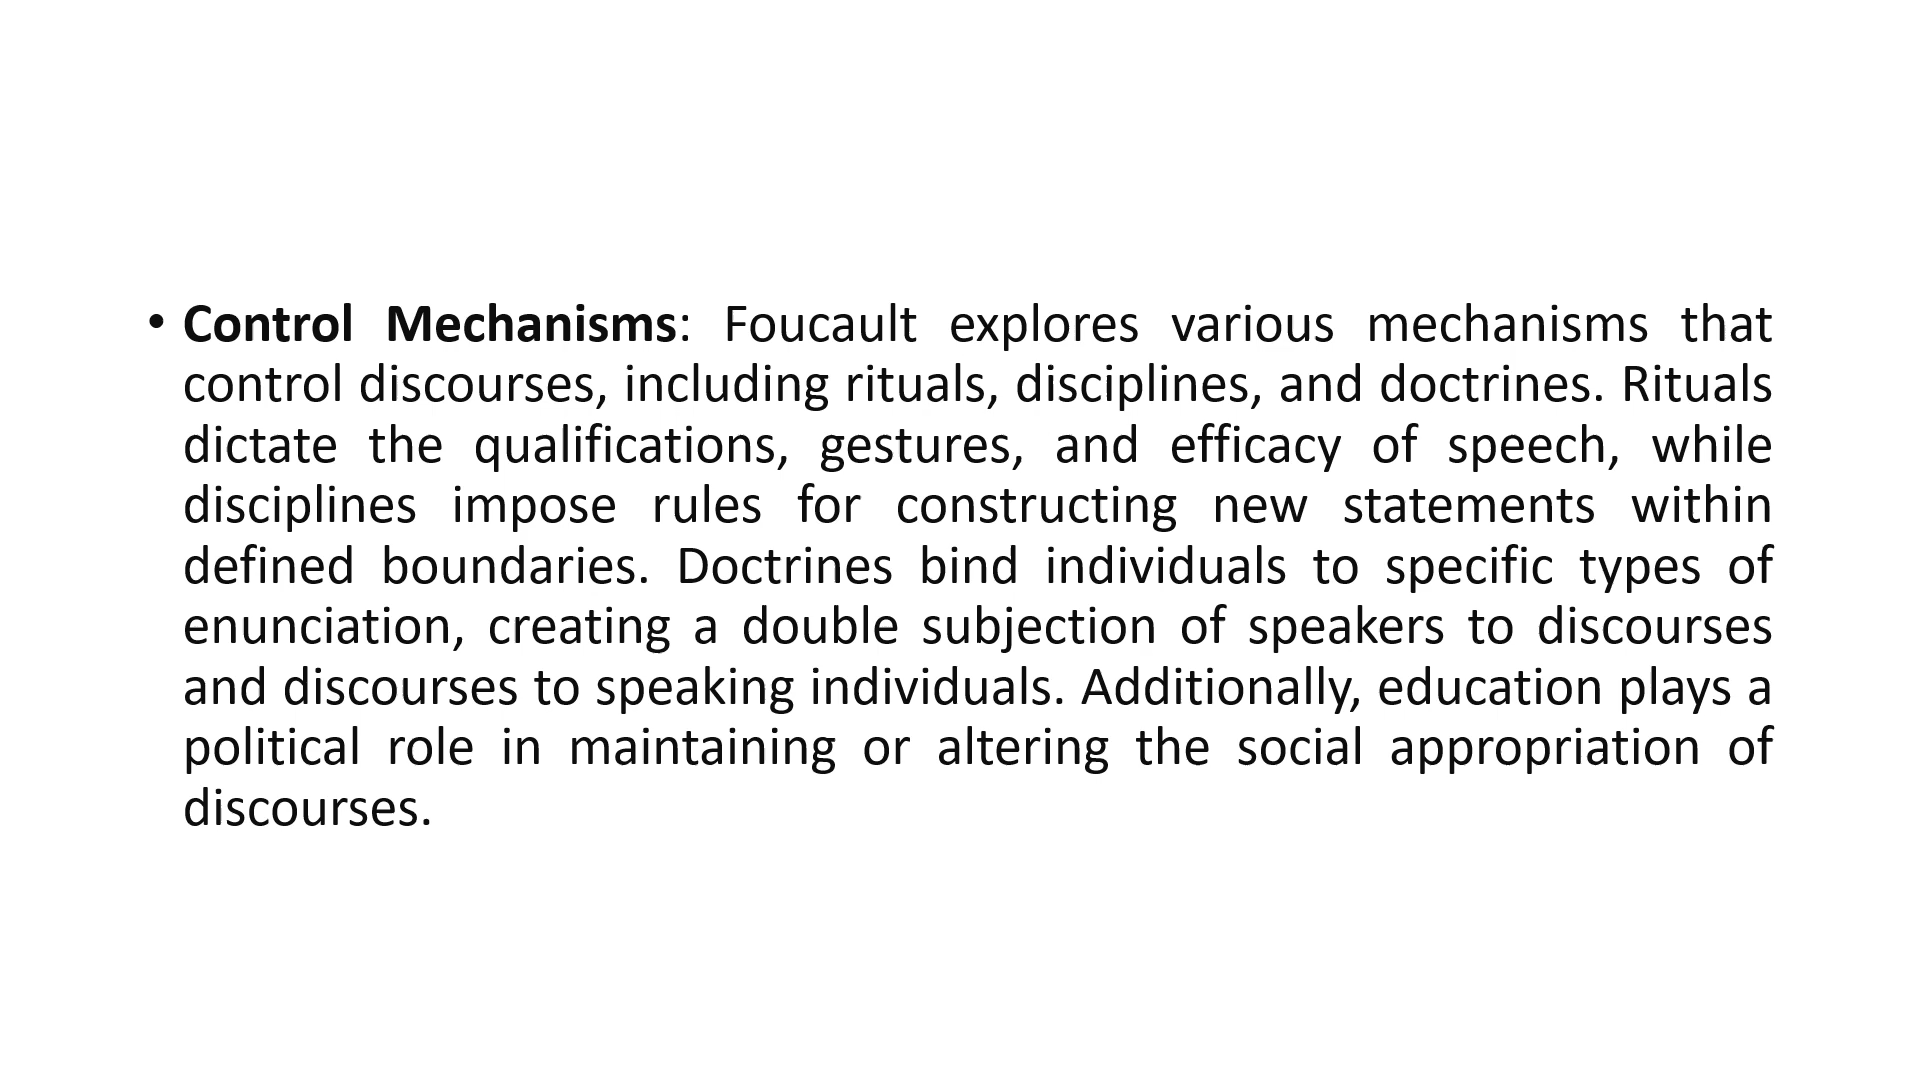 • Control Mechanisms: Foucault explores various mechanisms that
control discourses, including rituals, disciplines, and doctrines. Rituals
dictate the qualifications, gestures, and efficacy of speech, while
disciplines impose rules for constructing new statements within
defined boundaries. Doctrines bind individuals to specific types of
enunciation, creating a double subjection of speakers to discourses
and discourses to speaking individuals. Additionally, education plays a
political role in maintaining or altering the social appropriation of
discourses.